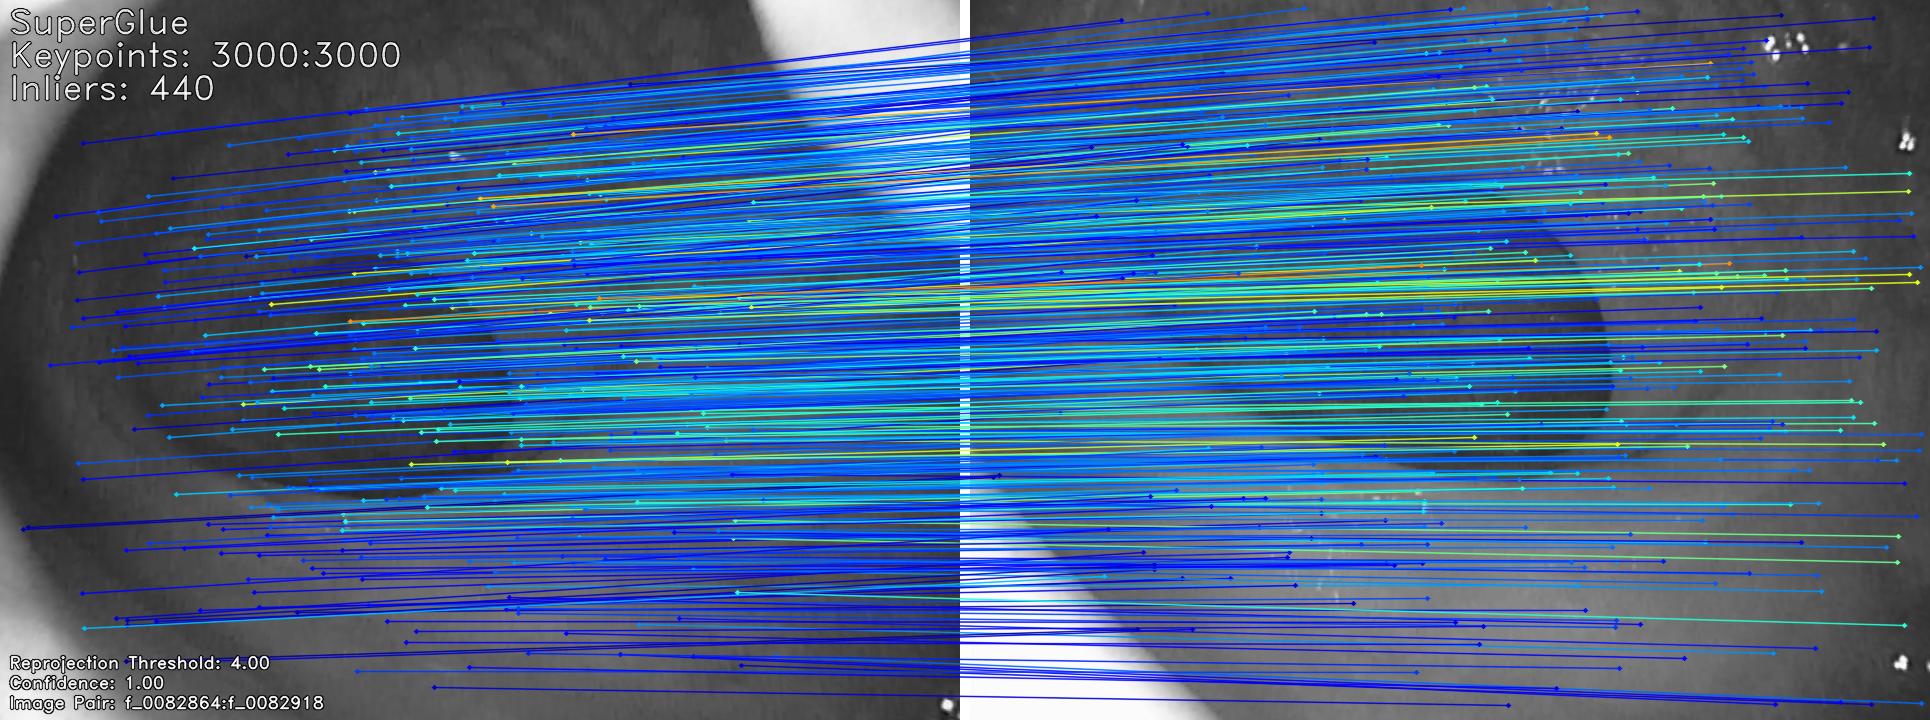 SuperGlue
Keypoints: 3000:3000
Inliers: 440
Reprojection Threshold: 4.00
Confidence: 1.00
Image Pair: f_0082864:f_0082918